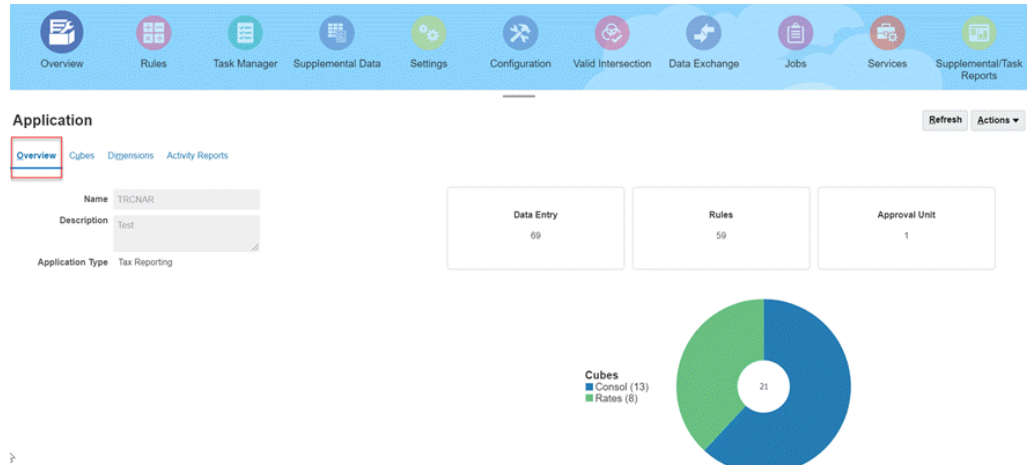 Overview Rules Task Manager Supplemental Data Settings Configuration Valid Intersection Data Exchange Jobs Services Supplemental/Task
Reports
Application
Refresh Actions
Overview Cubes Dimensions Activity Reports
Name TRCNAR
Description Test
Application Type Tax Reporting
Data Entry Rules Approval Unit
69 59 1
Cubes
Consol (13)
Rates (8)
21